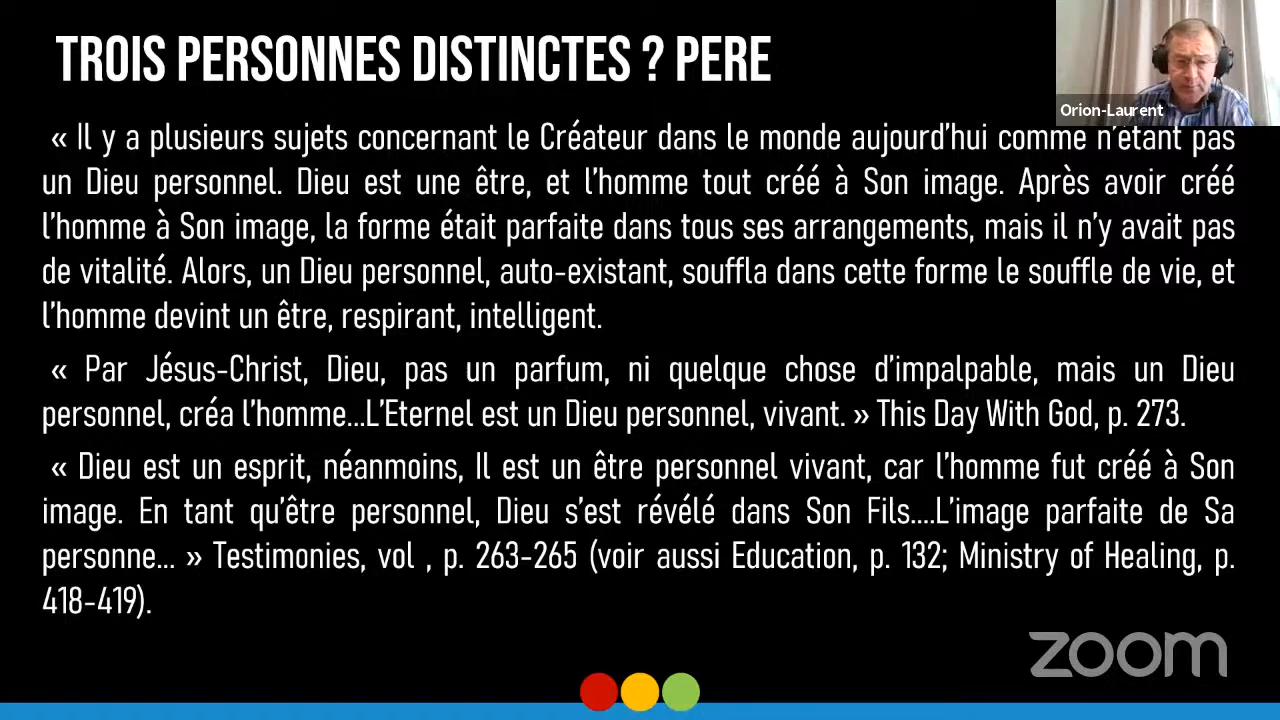 TROIS PERSONNES DISTINCTES ? PERE
Orion-Laurent
« Il y a plusieurs sujets concernant le Créateur dans le monde aujourd'hui comme n'étant pas
un Dieu personnel. Dieu est une être, et l'homme tout créé à Son image. Après avoir créé
l'homme à Son image, la forme était parfaite dans tous ses arrangements, mais il n'y avait pas
de vitalité. Alors, un Dieu personnel, auto-existant, souffla dans cette forme le souffle de vie, et
l'homme devint un être, respirant, intelligent.
« Par Jésus-Christ, Dieu, pas un parfum, ni quelque chose d'impalpable, mais un Dieu
personnel, créa l'homme...L'Eternel est un Dieu personnel, vivant. » This Day With God, p. 273.
« Dieu est un esprit, néanmoins, Il est un être personnel vivant, car l'homme fut créé à Son
image. En tant qu'être personnel, Dieu s'est révélé dans Son Fils....L'image parfaite de Sa
personne... » Testimonies, vol , p. 263-265 (voir aussi Education, p. 132; Ministry of Healing, p.
418-419).
zoom